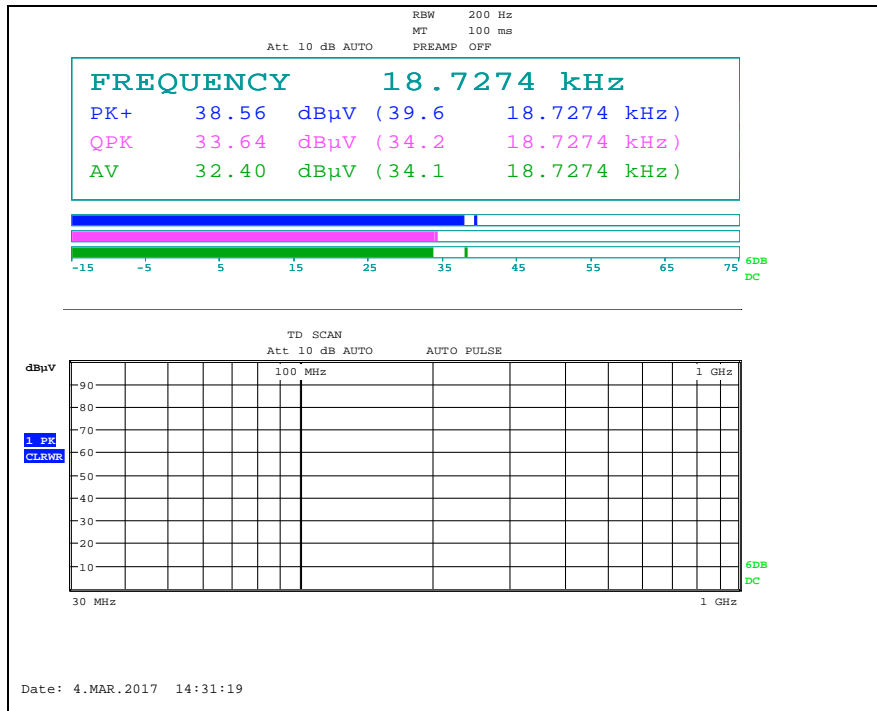 RBW 200 Hz
MT 100 ms
Att 10 dB AUTO PREAMP OFF
FREQUENCY 18.7274 kHz
PK+ 38.56 dBµV (39.6 18.7274 kHz)
QPK 33.64 dBµV (34.2 18.7274 kHz)
AV 32.40 dBµV (34.1 18.7274 kHz)
-15 -5 5 15 25 35 45 55 65 75
6DB
DC
TD SCAN
Att 10 dB AUTO AUTO PULSE
dBµV
100 MHz 1 GHz
90
80
70
1 PK
CLRWR
60
50
40
30
20
10
6DB
DC
30 MHz 1 GHz
Date: 4.MAR.2017 14:31:19